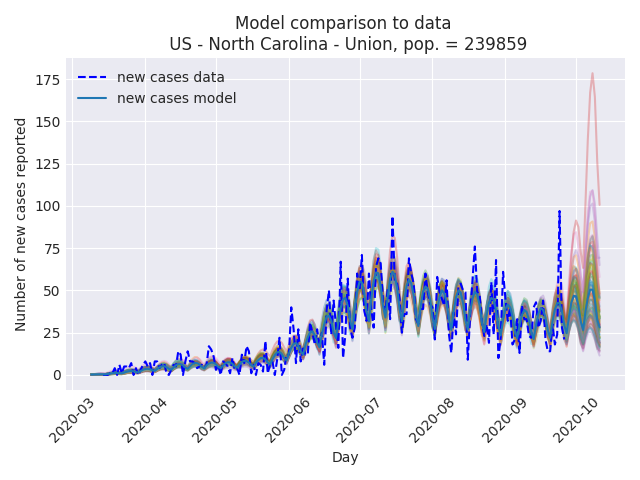 Model comparison to data
US - North Carolina - Union, pop. = 239859
new cases data
new cases model
Number of new cases reported
175
150
125
100
75
50
25
0
2020-03
2020-04
2020-05
2020-06
2020-07
2020-08
2020-09
2020-10
Day